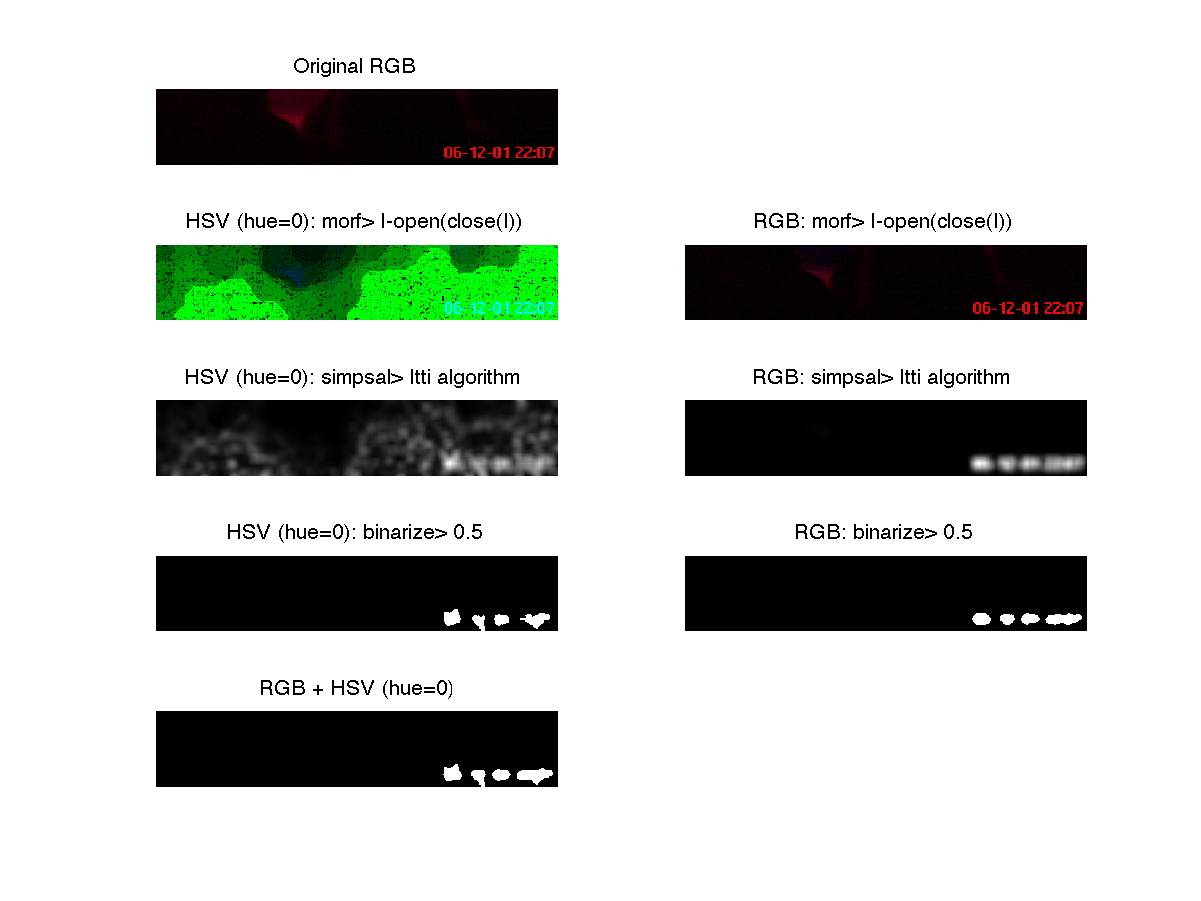 Original RGB
06-12-01 22:07
HSV (hue=0): morf> I-open(close(I))
RGB: morf> I-open(close(I))
06-12-01 22:07
06-12-01 22:07
HSV (hue=0): simpsal> Itti algorithm
RGB: simpsal> Itti algorithm
HSV (hue=0): binarize> 0.5
RGB: binarize> 0.5
RGB + HSV (hue=0)